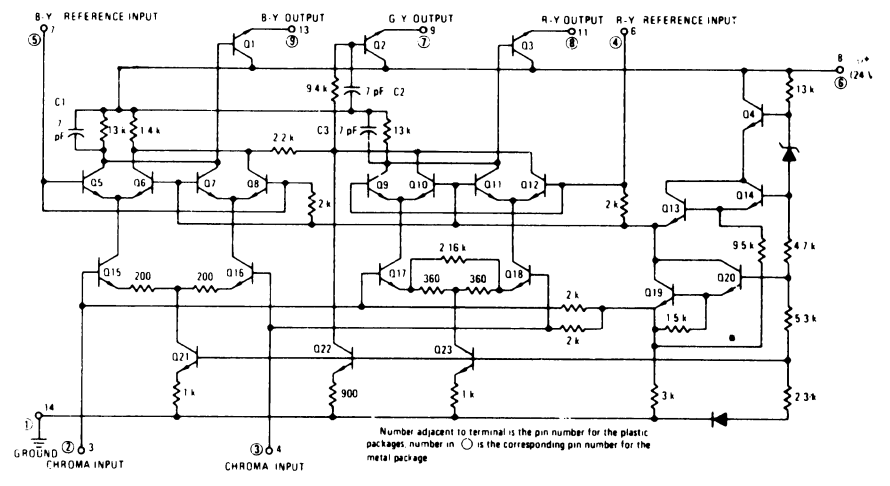 B-Y REFERENCE INPUT
B-Y OUTPUT
G Y OUTPUT
R-Y OUTPUT
R-Y REFERENCE INPUT
7
13
9
11
6
5
9
7
8
4
Q1
Q2
Q3
8
6
(24 V
C1
7 pF
13 k
1 4 k
9 4 k
7 pF C2
C3
7 pF
13 k
13 k
Q4
2 2 k
Q5
Q6
Q7
Q8
Q9
Q10
Q11
Q12
2 k
2 k
Q13
Q14
9 5 k
4 7 k
Q15
200
200
Q16
Q17
2 16 k
360
360
Q18
Q19
Q20
2 k
2 k
1 5 k
5 3 k
Q21
Q22
Q23
1 k
900
1 k
3 k
2 3 k
14
1
GROUND
2
3
CHROMA INPUT
3
4
CHROMA INPUT
Number adjacent to terminal is the pin number for the plastic
packages, number in ◯ is the corresponding pin number for the
metal package